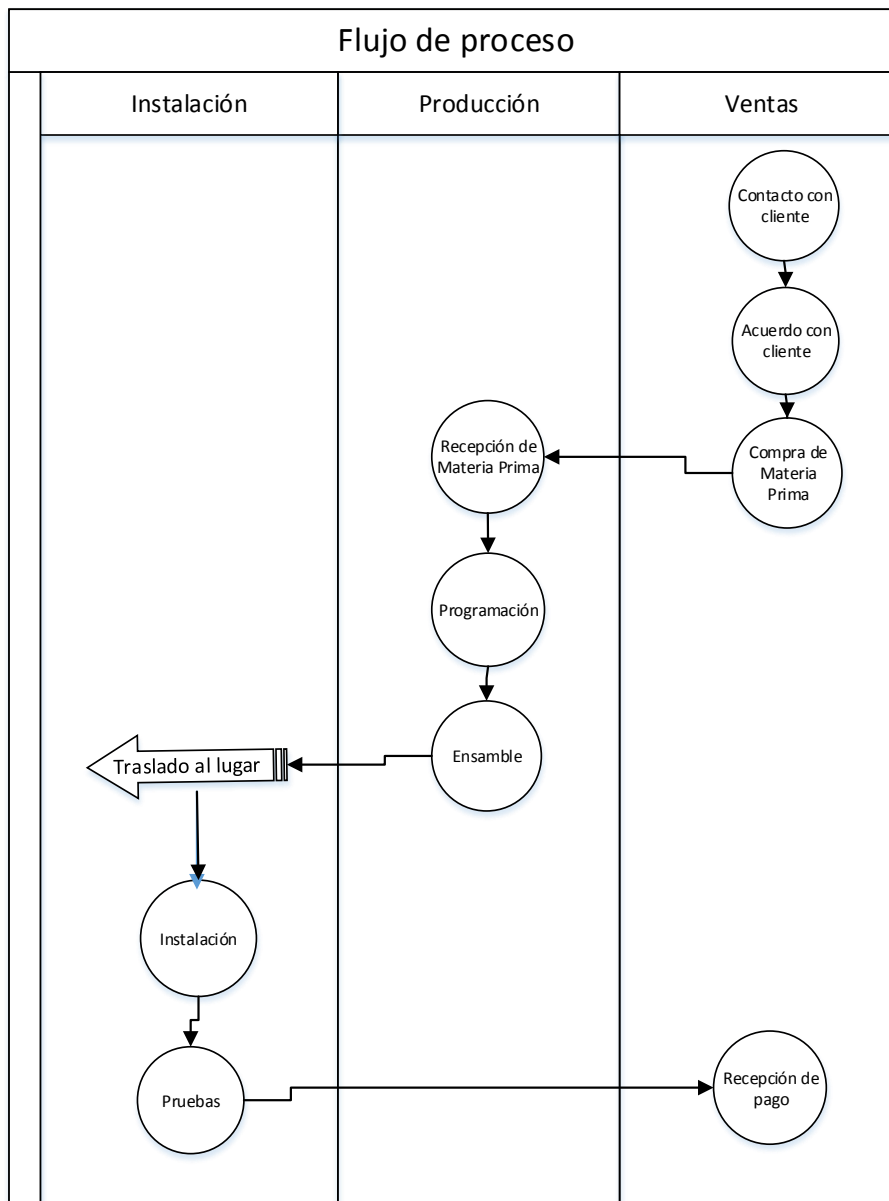 Flujo de proceso
Instalación
Producción
Ventas
Contacto con
cliente
Acuerdo con
cliente
Compra de
Materia
Prima
Recepción de
Materia Prima
Programación
Ensamble
Traslado al lugar
Instalación
Pruebas
Recepción de
pago